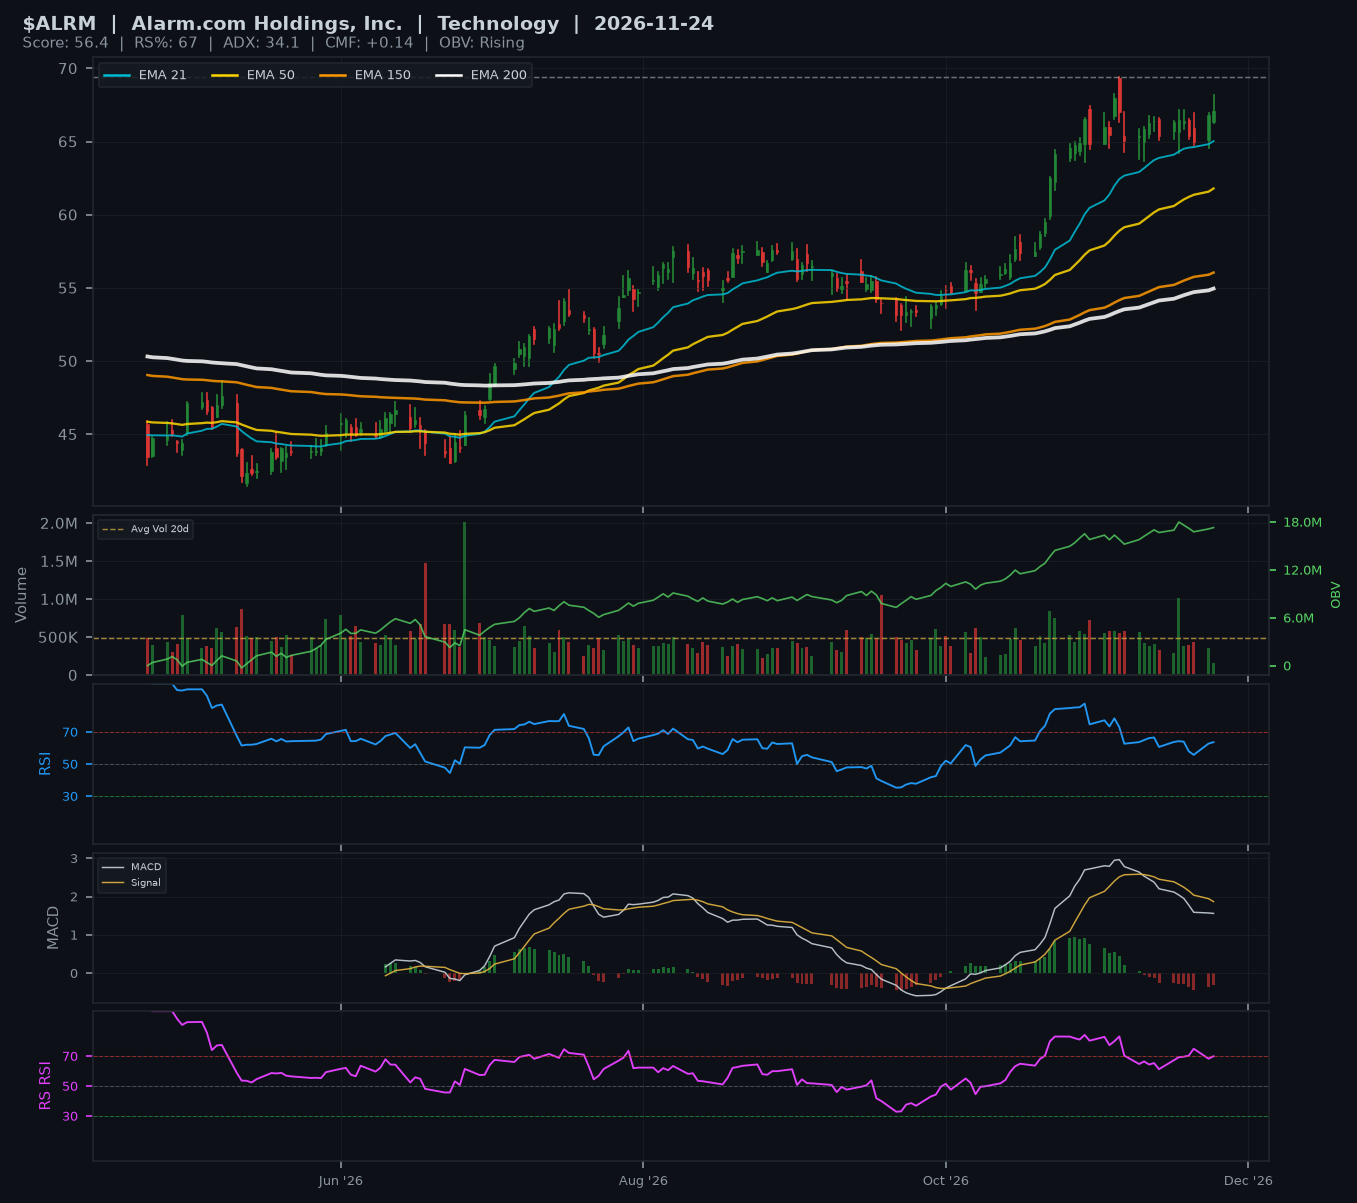 $ALRM | Alarm.com Holdings, Inc. | Technology | 2026-11-24
Score: 56.4 | RS%: 67 | ADX: 34.1 | CMF: +0.14 | OBV: Rising
EMA 21 EMA 50 EMA 150 EMA 200
70
65
60
55
50
45
Avg Vol 20d
2.0M
1.5M
1.0M
500K
0
Volume
18.0M
12.0M
6.0M
0
OBV
70
50
30
RSI
MACD
Signal
3
2
1
0
MACD
70
50
30
RS RSI
Jun '26 Aug '26 Oct '26 Dec '26